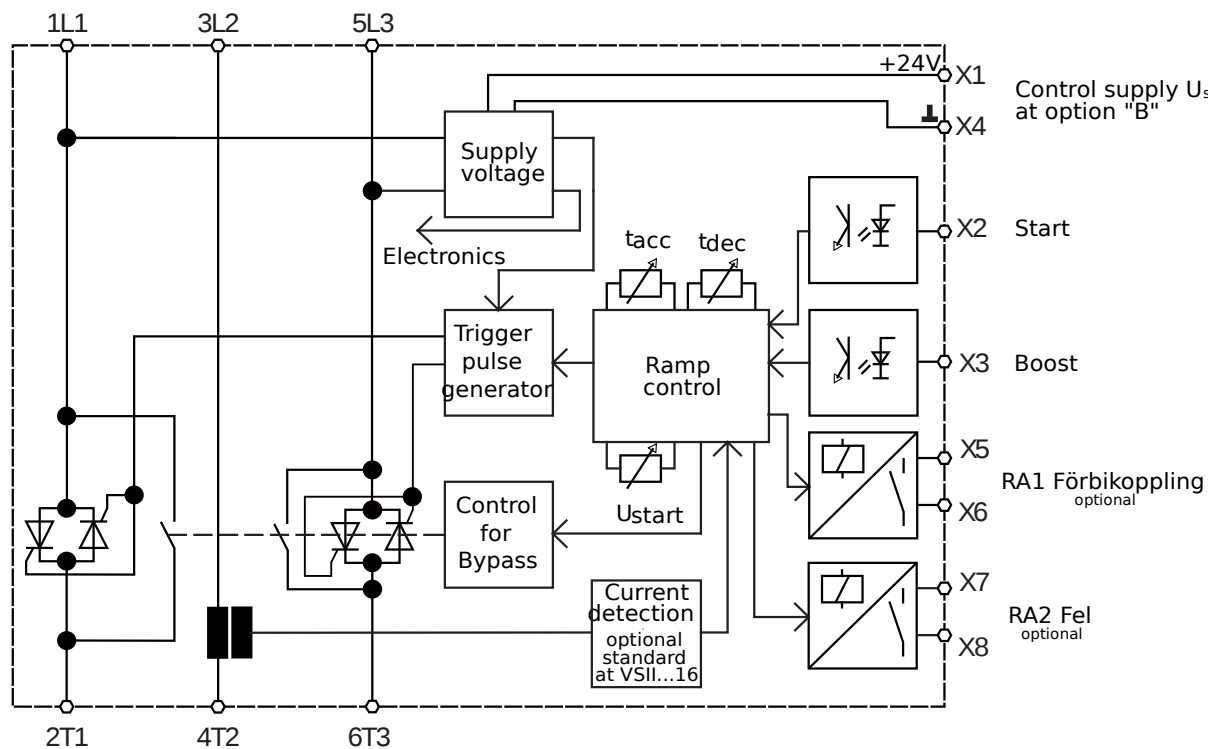 1L1
3L2
5L3
+24V
X1
Control supply Us
at option "B"
X4
Supply
voltage
X2
Start
tacc
tdec
Electronics
Trigger
pulse
generator
Ramp
control
X3
Boost
X5
RA1 Förbikoppling
optional
X6
Ustart
Control
for
Bypass
Current
detection
optional
standard
at VSII...16
X7
RA2 Fel
optional
X8
2T1
4T2
6T3